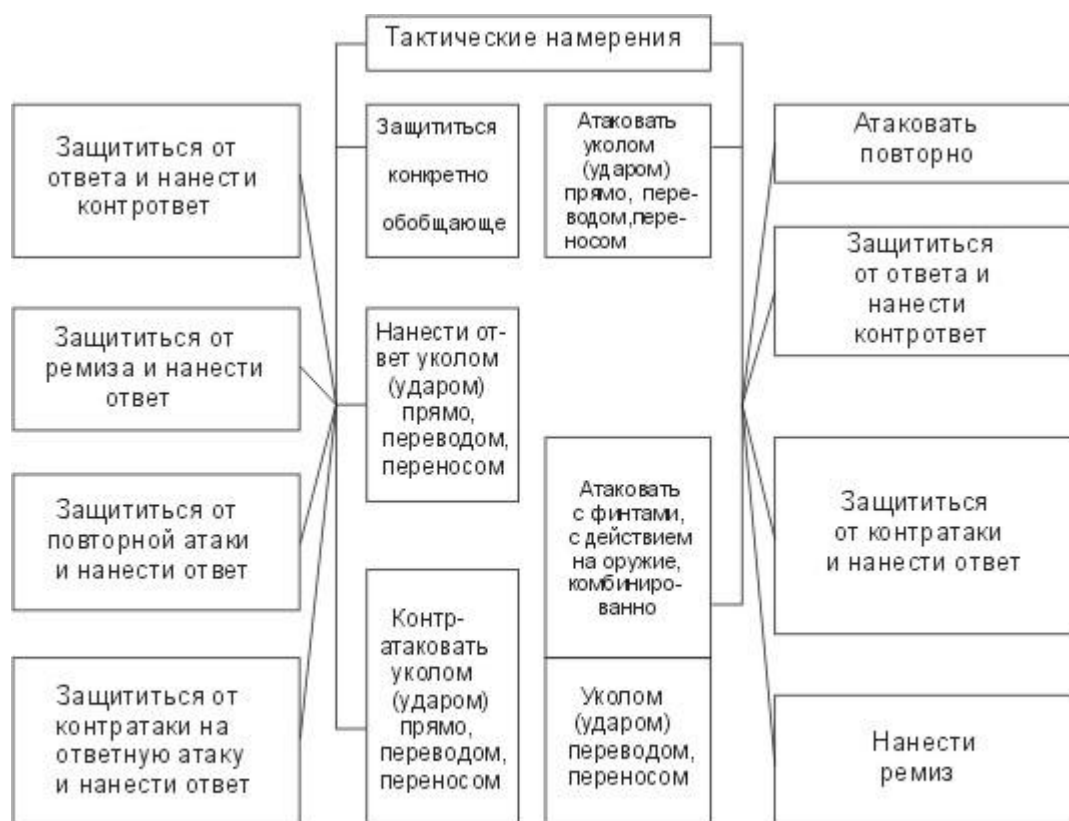 Тактические намерения
Защититься от
ответа и нанести
контрответ
Защититься от
ремиза и нанести
ответ
Защититься от
повторной атаки
и нанести ответ
Защититься от
контратаки на
ответную атаку
и нанести ответ
Защититься
конкретно
обобщающе
Нанести от-
вет уколом
(ударом)
прямо,
переводом,
переносом
Контр-
атаковать
уколом
(ударом)
прямо,
переводом,
переносом
Атаковать
уколом
(ударом)
прямо, пере-
водом,пере-
носом
Атаковать
с финтами,
с действием
на оружие,
комбиниро-
ванно
Уколом
(ударом)
переводом,
переносом
Атаковать
повторно
Защититься
от ответа и
нанести
контрответ
Защититься
от контратаки
и нанести ответ
Нанести
ремиз